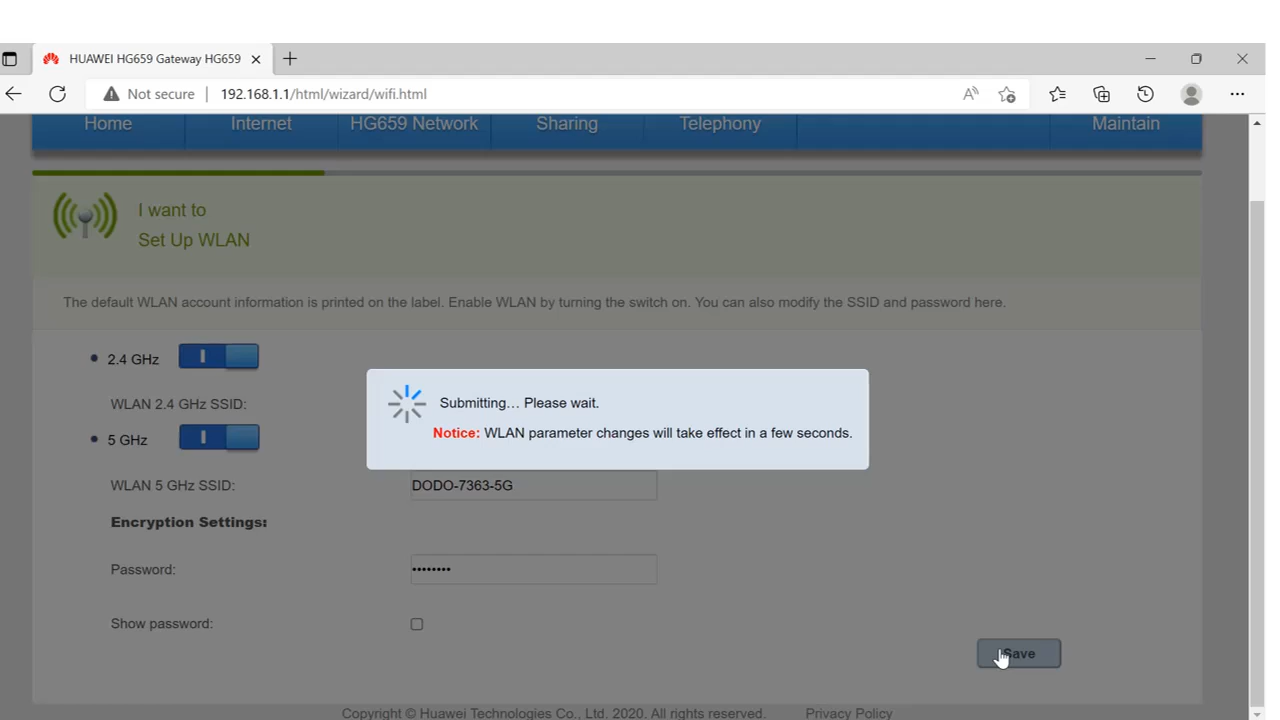 HUAWEI HG659 Gateway HG659
Not secure 192.168.1.1/html/wizard/wifi.html
Home Internet HG659 Network Sharing Telephony Maintain
I want to
Set Up WLAN
The default WLAN account information is printed on the label. Enable WLAN by turning the switch on. You can also modify the SSID and password here.
2.4 GHz
WLAN 2.4 GHz SSID:
Submitting… Please wait.
Notice: WLAN parameter changes will take effect in a few seconds.
5 GHz
WLAN 5 GHz SSID: DODO-7363-5G
Encryption Settings:
Password: ••••••••
Show password:
Save
Copyright © Huawei Technologies Co., Ltd. 2020. All rights reserved. Privacy Policy